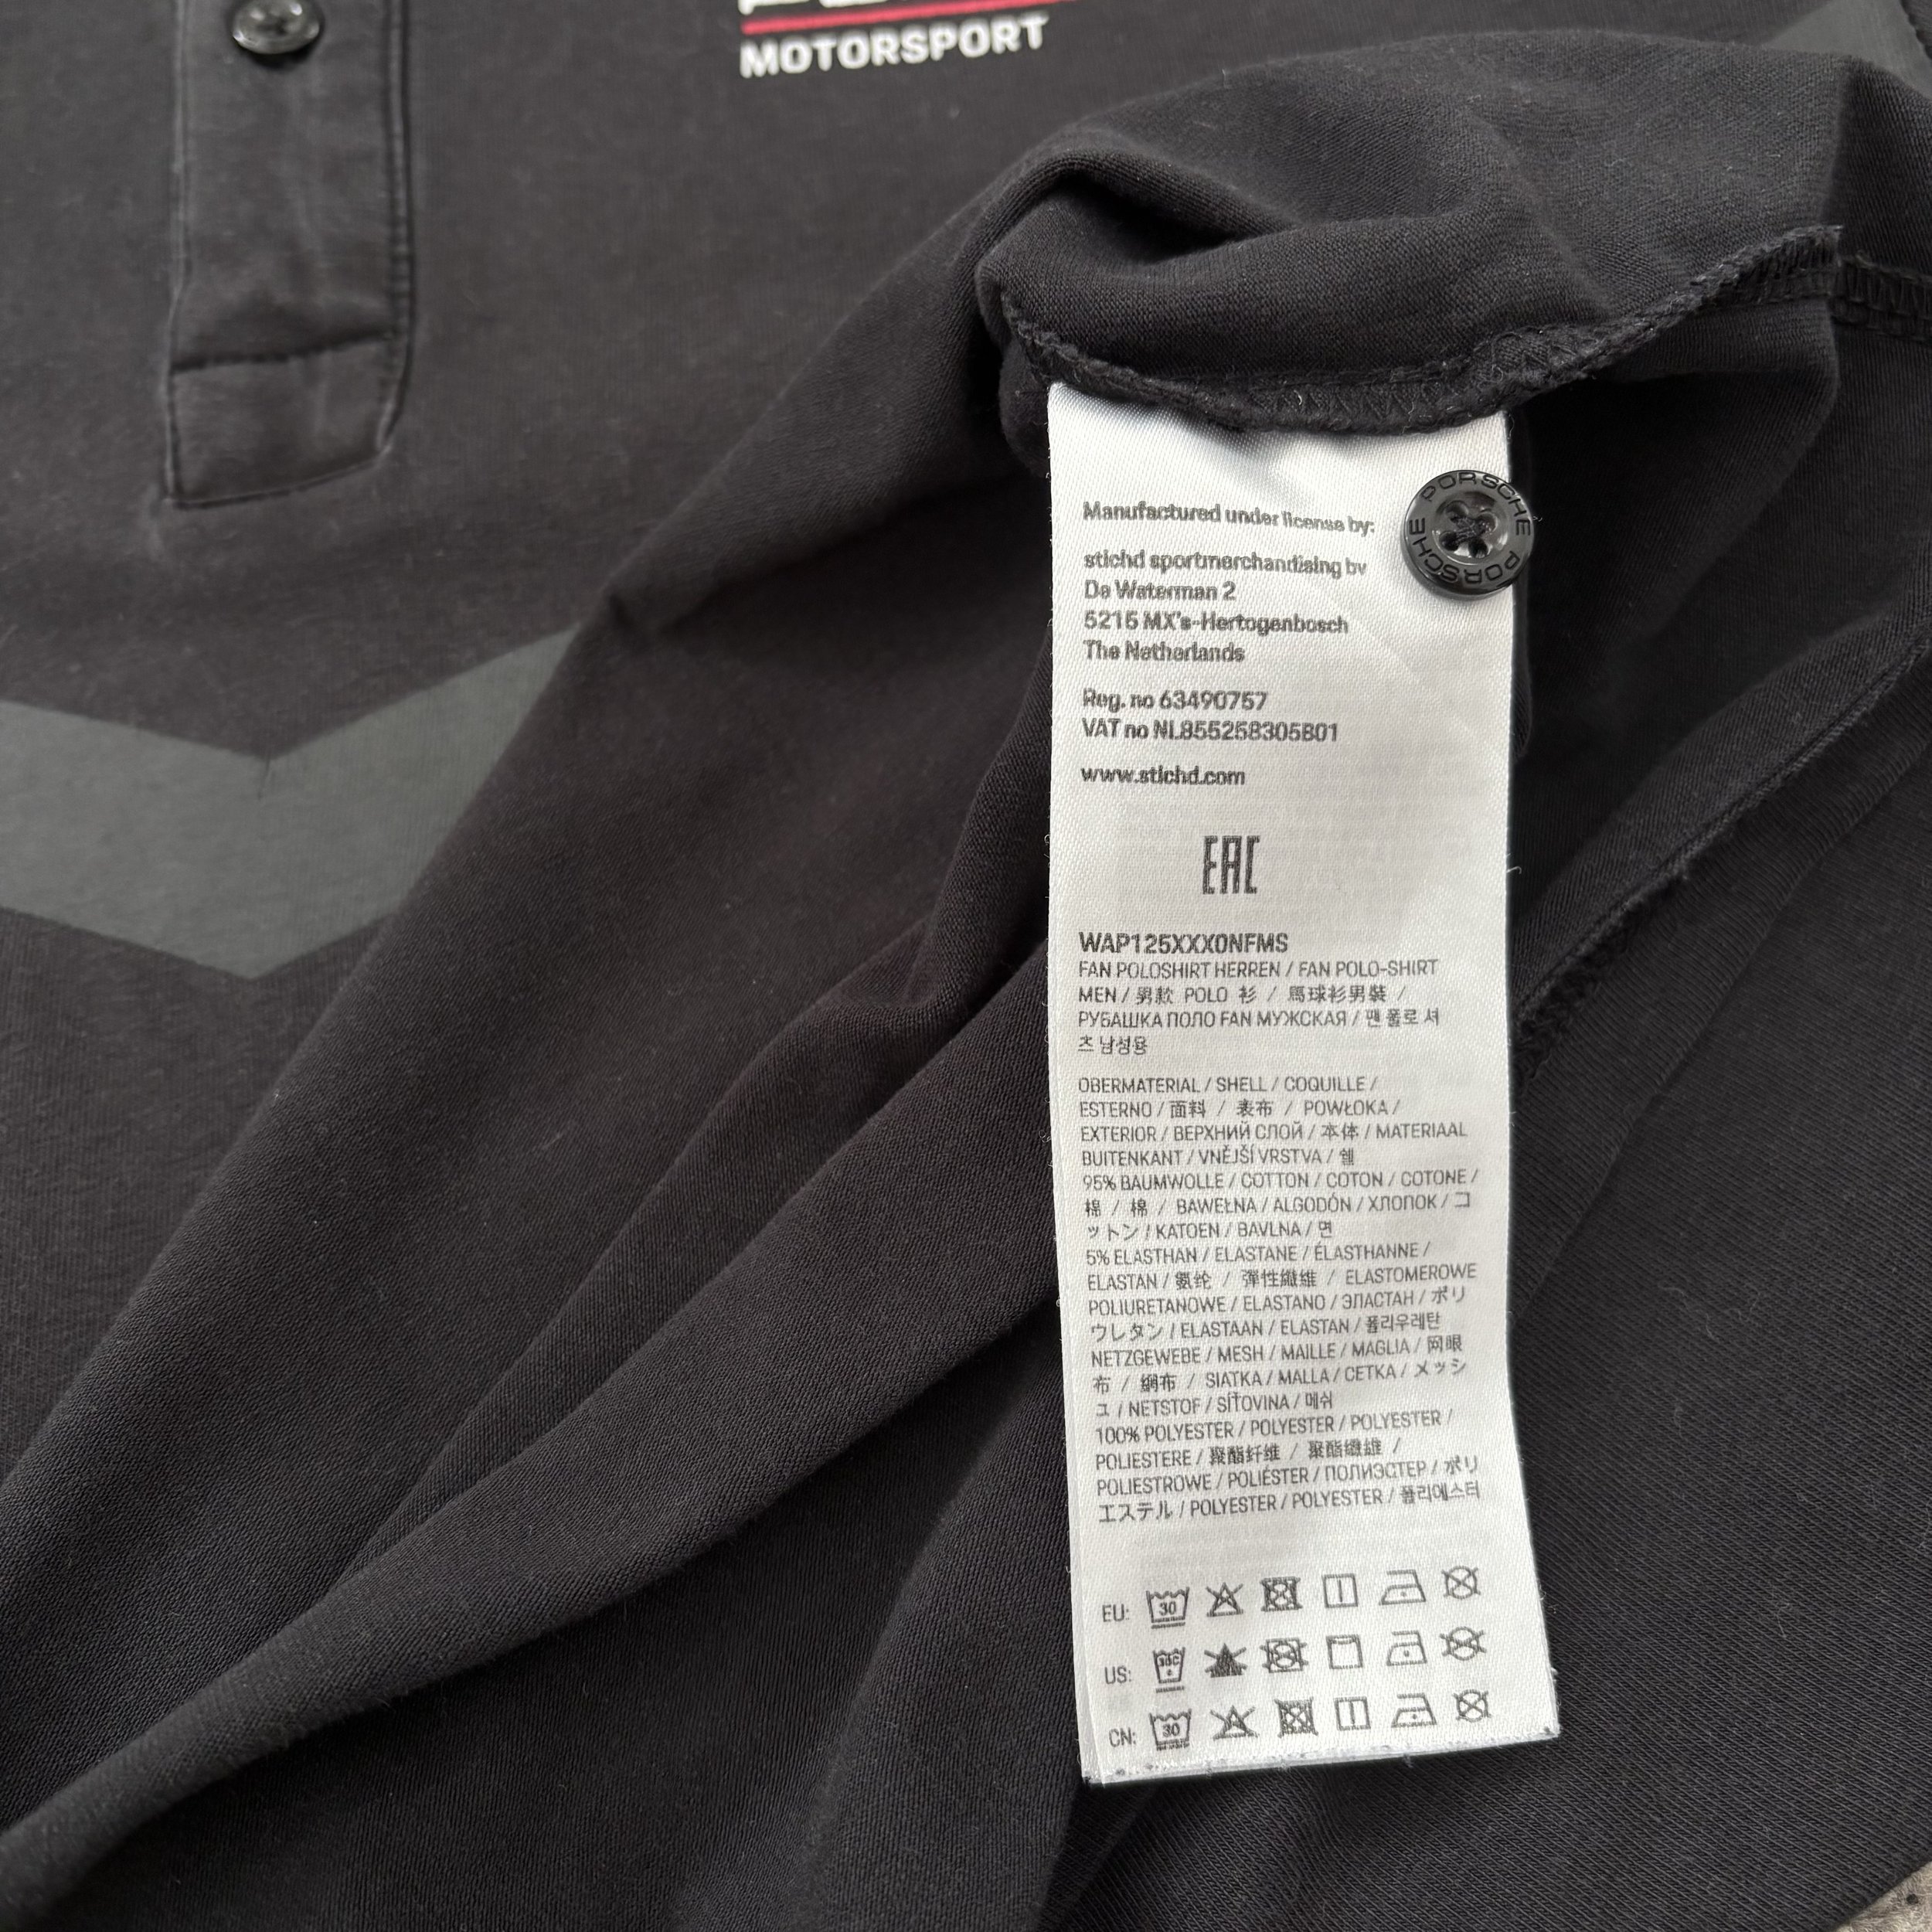 MOTORSPORT
PORSCHE PORSCHE
Manufactured under license by:
stichd sportmerchandising bv
De Waterman 2
5215 MX's-Hertogenbosch
The Netherlands
Reg. no 63490757
VAT no NL855258305B01
www.stichd.com
EAC
WAP125XXX0NFMS
FAN POLOSHIRT HERREN / FAN POLO-SHIRT
MEN / 男款 POLO 衫 / 馬球衫男裝 /
РУБАШКА ПОЛО FAN МУЖСКАЯ / 팬 폴로 셔
츠 남성용
OBERMATERIAL / SHELL / COQUILLE /
ESTERNO / 面料 / 表布 / POWŁOKA /
EXTERIOR / ВЕРХНИЙ СЛОЙ / 本体 / MATERIAAL
BUITENKANT / VNĚJŠÍ VRSTVA / 쉘
95% BAUMWOLLE / COTTON / COTON / COTONE /
棉 / 棉 / BAWEŁNA / ALGODÓN / ХЛОПОК / コ
ットン / KATOEN / BAVLNA / 면
5% ELASTHAN / ELASTANE / ÉLASTHANNE /
ELASTAN / 氨纶 / 彈性纖維 / ELASTOMEROWE
POLIURETANOWE / ELASTANO / ЭЛАСТАН / ポリ
ウレタン / ELASTAAN / ELASTAN / 폴리우레탄
NETZGEWEBE / MESH / MAILLE / MAGLIA / 网眼
布 / 網布 / SIATKA / MALLA / СЕТКА / メッシ
ュ / NETSTOF / SÍŤOVINA / 메쉬
100% POLYESTER / POLYESTER / POLYESTER /
POLIESTERE / 聚酯纤维 / 聚酯纖維 /
POLIESTROWE / POLIÉSTER / ПОЛИЭСТЕР / ポリ
エステル / POLYESTER / POLYESTER / 폴리에스터
EU: 30
US: 30C
CN: 30